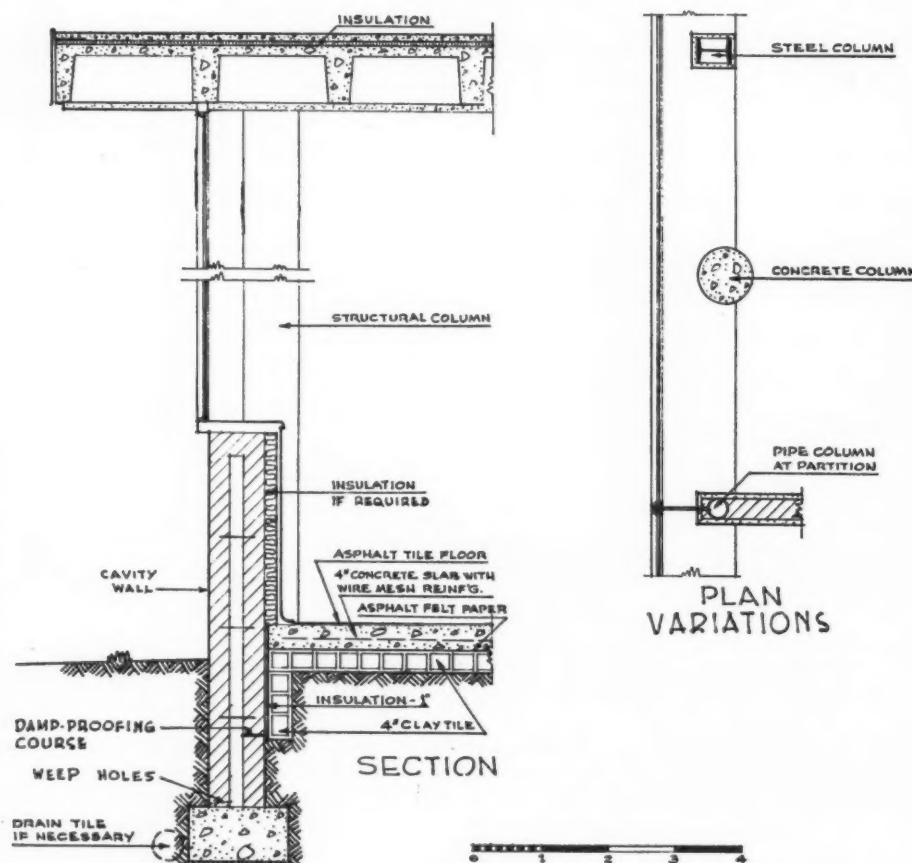 INSULATION
STEEL COLUMN
CONCRETE COLUMN
STRUCTURAL COLUMN
PIPE COLUMN
AT PARTITION
INSULATION
IF REQUIRED
ASPHALT TILE FLOOR
4" CONCRETE SLAB WITH
WIRE MESH REINF'G.
ASPHALT FELT PAPER
CAVITY
WALL
PLAN
VARIATIONS
INSULATION - 1"
4" CLAY TILE
DAMP-PROOFING
COURSE
SECTION
WEEP HOLES
DRAIN TILE
IF NECESSARY
0 1 2 3 4